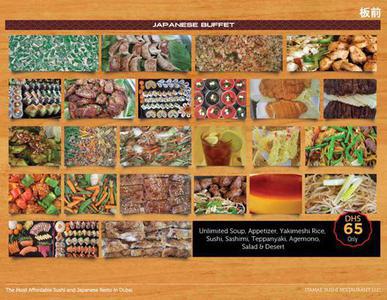 板前
JAPANESE BUFFET
Unlimited Soup, Appetizer, Yakimeshi Rice,
Sushi, Sashimi, Teppanyaki, Agemono,
Salad & Desert
DHS
65
Only
The Most Affordable Sushi and Japanese Resto in Dubai
ITAMAE SUSHI RESTAURANT LLC